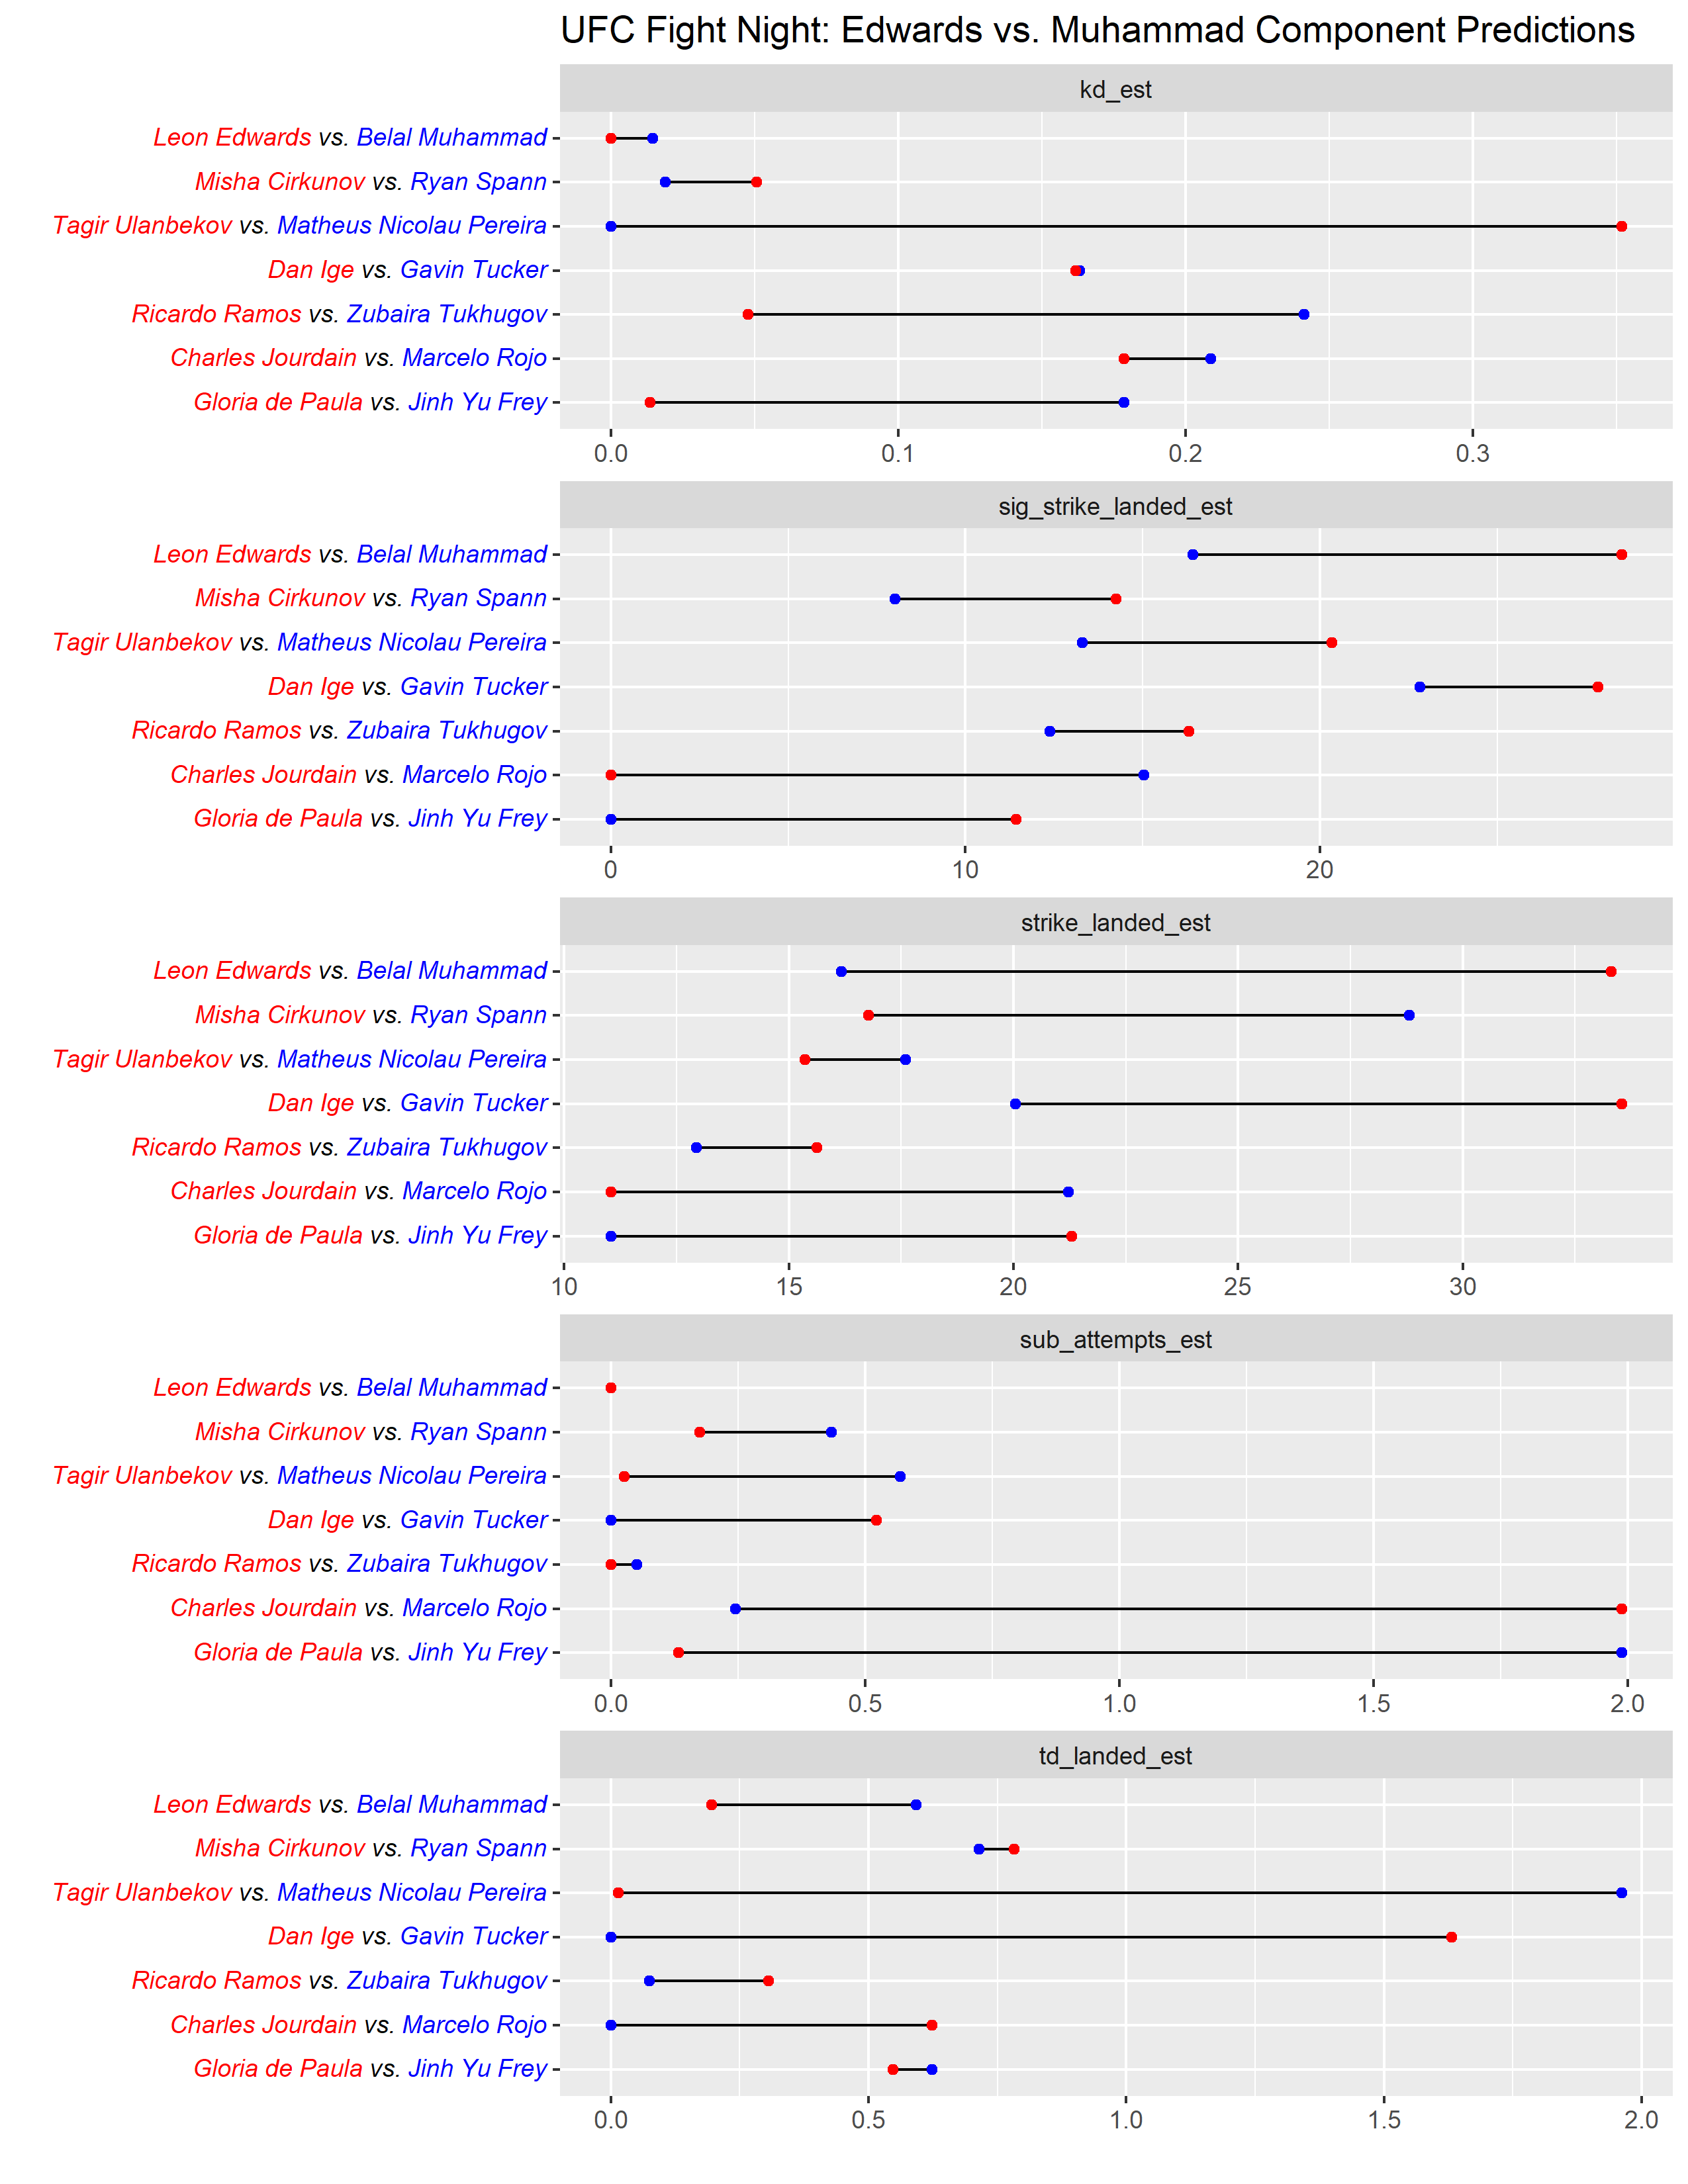 UFC Fight Night: Edwards vs. Muhammad Component Predictions
kd_est
Leon Edwards vs. Belal Muhammad
Misha Cirkunov vs. Ryan Spann
Tagir Ulanbekov vs. Matheus Nicolau Pereira
Dan Ige vs. Gavin Tucker
Ricardo Ramos vs. Zubaira Tukhugov
Charles Jourdain vs. Marcelo Rojo
Gloria de Paula vs. Jinh Yu Frey
0.0 0.1 0.2 0.3
sig_strike_landed_est
Leon Edwards vs. Belal Muhammad
Misha Cirkunov vs. Ryan Spann
Tagir Ulanbekov vs. Matheus Nicolau Pereira
Dan Ige vs. Gavin Tucker
Ricardo Ramos vs. Zubaira Tukhugov
Charles Jourdain vs. Marcelo Rojo
Gloria de Paula vs. Jinh Yu Frey
0 10 20
strike_landed_est
Leon Edwards vs. Belal Muhammad
Misha Cirkunov vs. Ryan Spann
Tagir Ulanbekov vs. Matheus Nicolau Pereira
Dan Ige vs. Gavin Tucker
Ricardo Ramos vs. Zubaira Tukhugov
Charles Jourdain vs. Marcelo Rojo
Gloria de Paula vs. Jinh Yu Frey
10 15 20 25 30
sub_attempts_est
Leon Edwards vs. Belal Muhammad
Misha Cirkunov vs. Ryan Spann
Tagir Ulanbekov vs. Matheus Nicolau Pereira
Dan Ige vs. Gavin Tucker
Ricardo Ramos vs. Zubaira Tukhugov
Charles Jourdain vs. Marcelo Rojo
Gloria de Paula vs. Jinh Yu Frey
0.0 0.5 1.0 1.5 2.0
td_landed_est
Leon Edwards vs. Belal Muhammad
Misha Cirkunov vs. Ryan Spann
Tagir Ulanbekov vs. Matheus Nicolau Pereira
Dan Ige vs. Gavin Tucker
Ricardo Ramos vs. Zubaira Tukhugov
Charles Jourdain vs. Marcelo Rojo
Gloria de Paula vs. Jinh Yu Frey
0.0 0.5 1.0 1.5 2.0